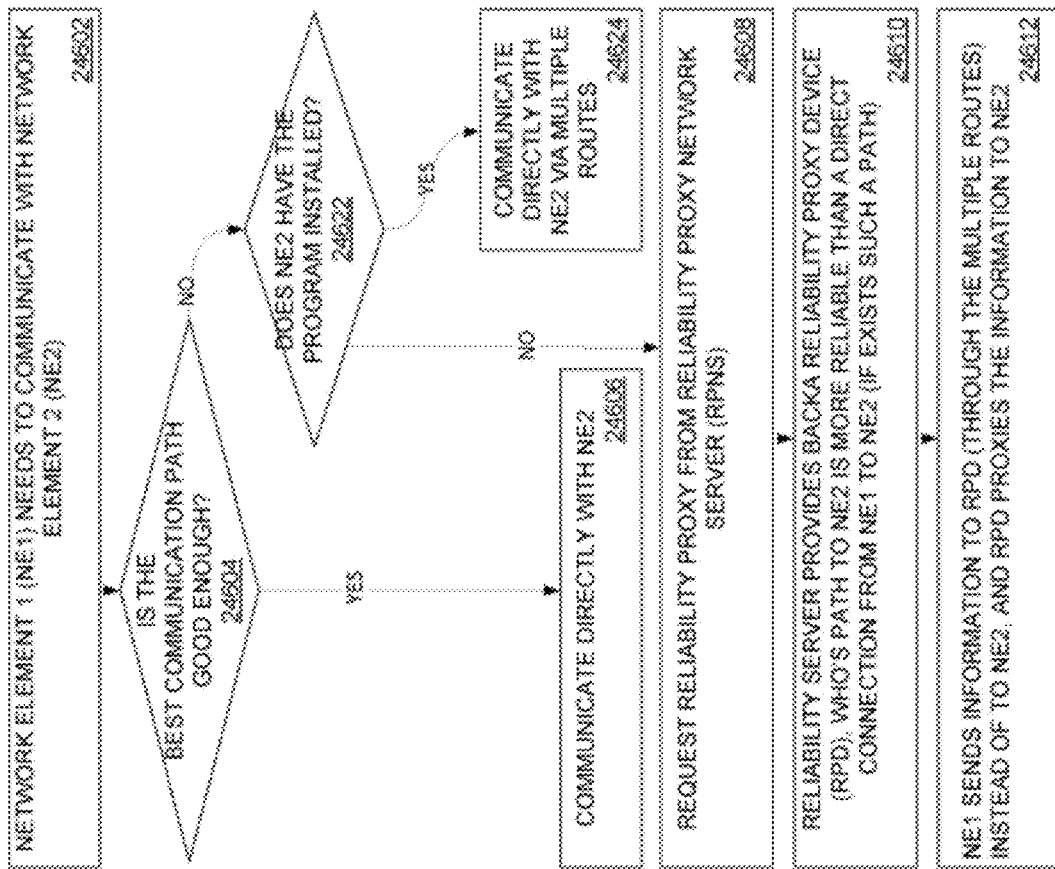 NETWORK ELEMENT 1 (NE1) NEEDS TO COMMUNICATE WITH NETWORK
ELEMENT 2 (NE2)
24602
IS THE
BEST COMMUNICATION PATH
GOOD ENOUGH?
24604
NO
DOES NE2 HAVE THE
PROGRAM INSTALLED?
24622
YES
COMMUNICATE
DIRECTLY WITH
NE2 VIA MULTIPLE
ROUTES
24624
YES
NO
COMMUNICATE DIRECTLY WITH NE2
24606
REQUEST RELIABILITY PROXY FROM RELIABILITY PROXY NETWORK
SERVER (RPNS)
24608
RELIABILITY SERVER PROVIDES BACKA RELIABILITY PROXY DEVICE
(RPD), WHO'S PATH TO NE2 IS MORE RELIABLE THAN A DIRECT
CONNECTION FROM NE1 TO NE2 (IF EXISTS SUCH A PATH)
24610
NE1 SENDS INFORMATION TO RPD (THROUGH THE MULTIPLE ROUTES)
INSTEAD OF TO NE2, AND RPD PROXIES THE INFORMATION TO NE2
24612